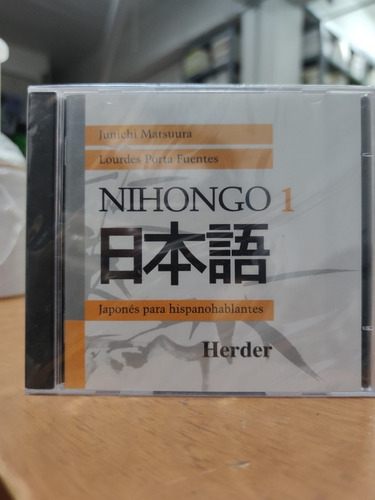 Junichi Matsuura
Lourdes Porta Fuentes
NIHONGO 1
日本語
Japonés para hispanohablantes
Herder